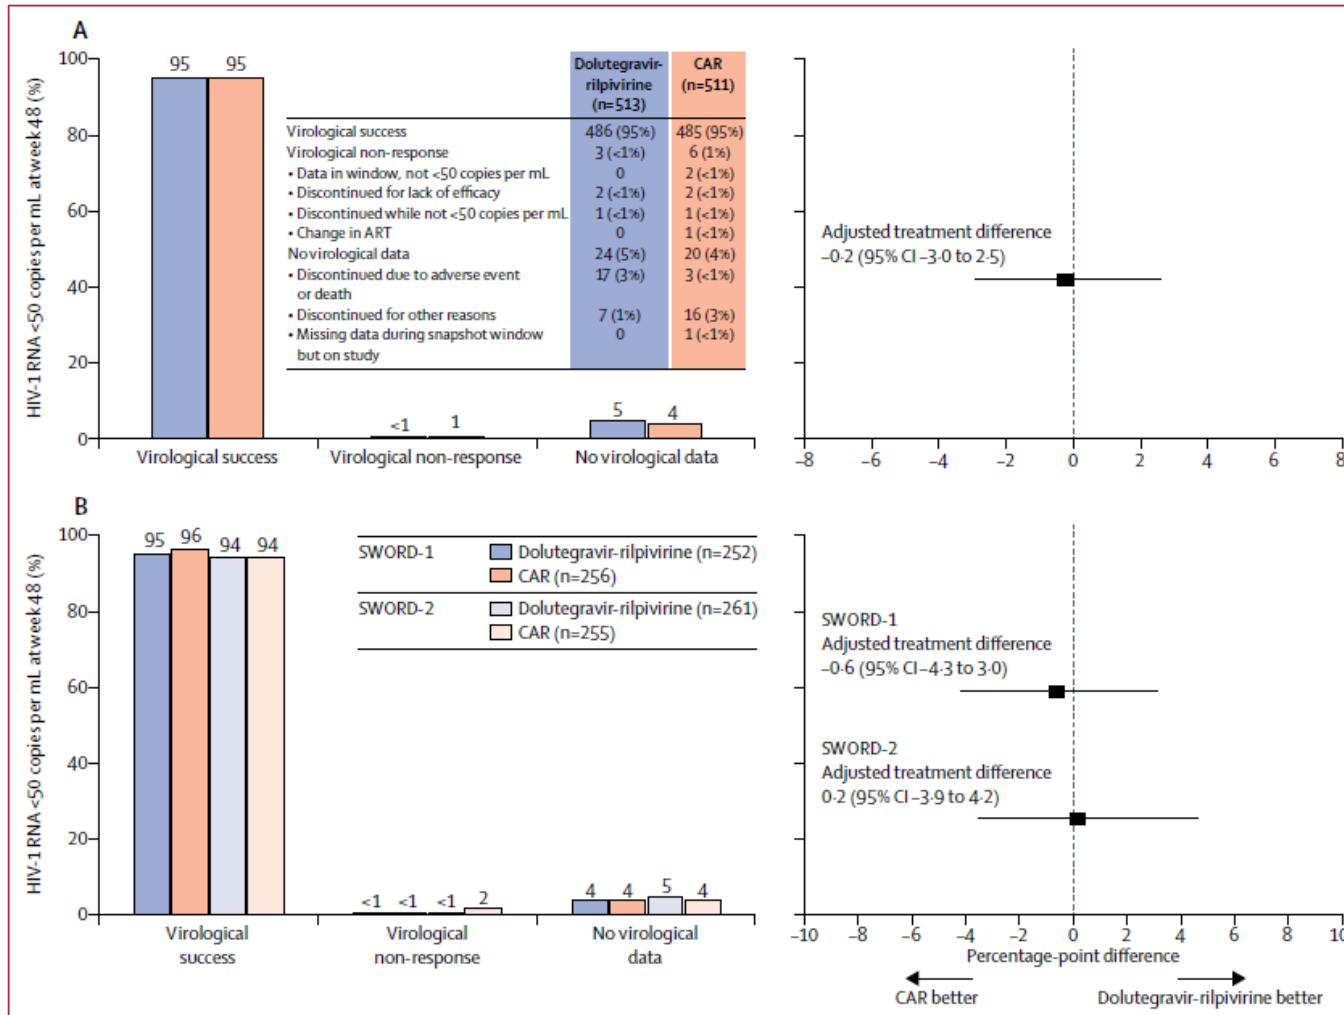 A
HIV-1 RNA <50 copies per mL at week 48 (%)
100
80
60
40
20
0
95 95
<1 1
5 4
Virological success Virological non-response No virological data
Dolutegravir-rilpivirine (n=513) CAR (n=511)
Virological success 486 (95%) 485 (95%)
Virological non-response 3 (<1%) 6 (1%)
• Data in window, not <50 copies per mL 0 2 (<1%)
• Discontinued for lack of efficacy 2 (<1%) 2 (<1%)
• Discontinued while not <50 copies per mL 1 (<1%) 1 (<1%)
• Change in ART 0 1 (<1%)
No virological data 24 (5%) 20 (4%)
• Discontinued due to adverse event 17 (3%) 3 (<1%)
or death
• Discontinued for other reasons 7 (1%) 16 (3%)
• Missing data during snapshot window 0 1 (<1%)
but on study
Adjusted treatment difference
–0·2 (95% CI –3·0 to 2·5)
–8 –6 –4 –2 0 2 4 6 8
B
HIV-1 RNA <50 copies per mL at week 48 (%)
100
80
60
40
20
0
95 96 94 94
<1 <1 <1 2
4 4 5 4
Virological
success
Virological
non-response
No virological
data
SWORD-1 Dolutegravir-rilpivirine (n=252)
CAR (n=256)
SWORD-2 Dolutegravir-rilpivirine (n=261)
CAR (n=255)
SWORD-1
Adjusted treatment difference
–0·6 (95% CI –4·3 to 3·0)
SWORD-2
Adjusted treatment difference
0·2 (95% CI –3·9 to 4·2)
–10 –8 –6 –4 –2 0 2 4 6 8 10
Percentage-point difference
CAR better Dolutegravir-rilpivirine better